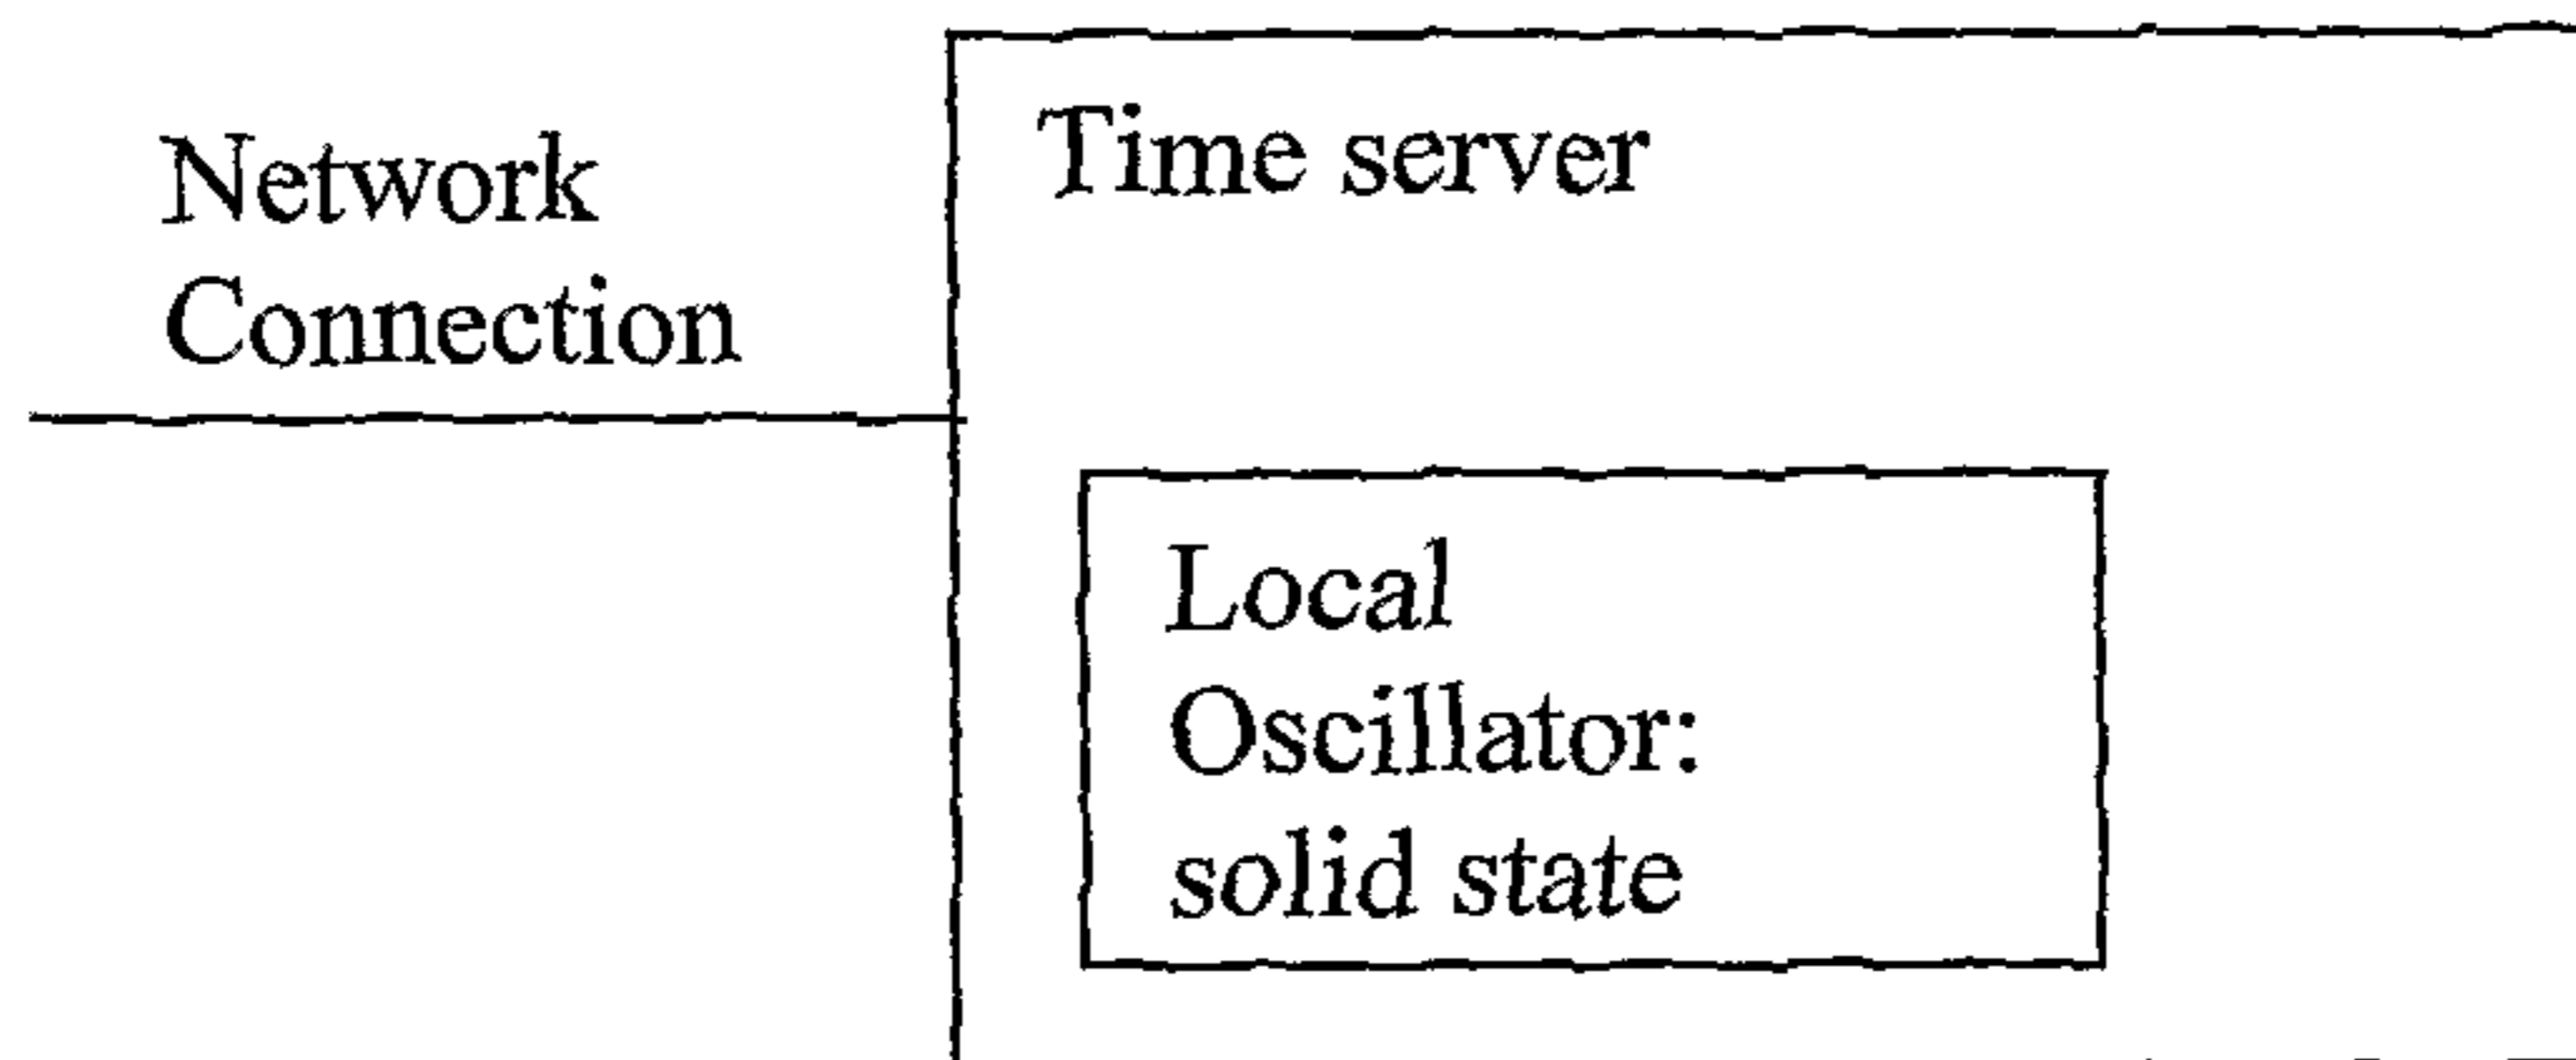 Network
Connection
Time server
Local
Oscillator:
solid state